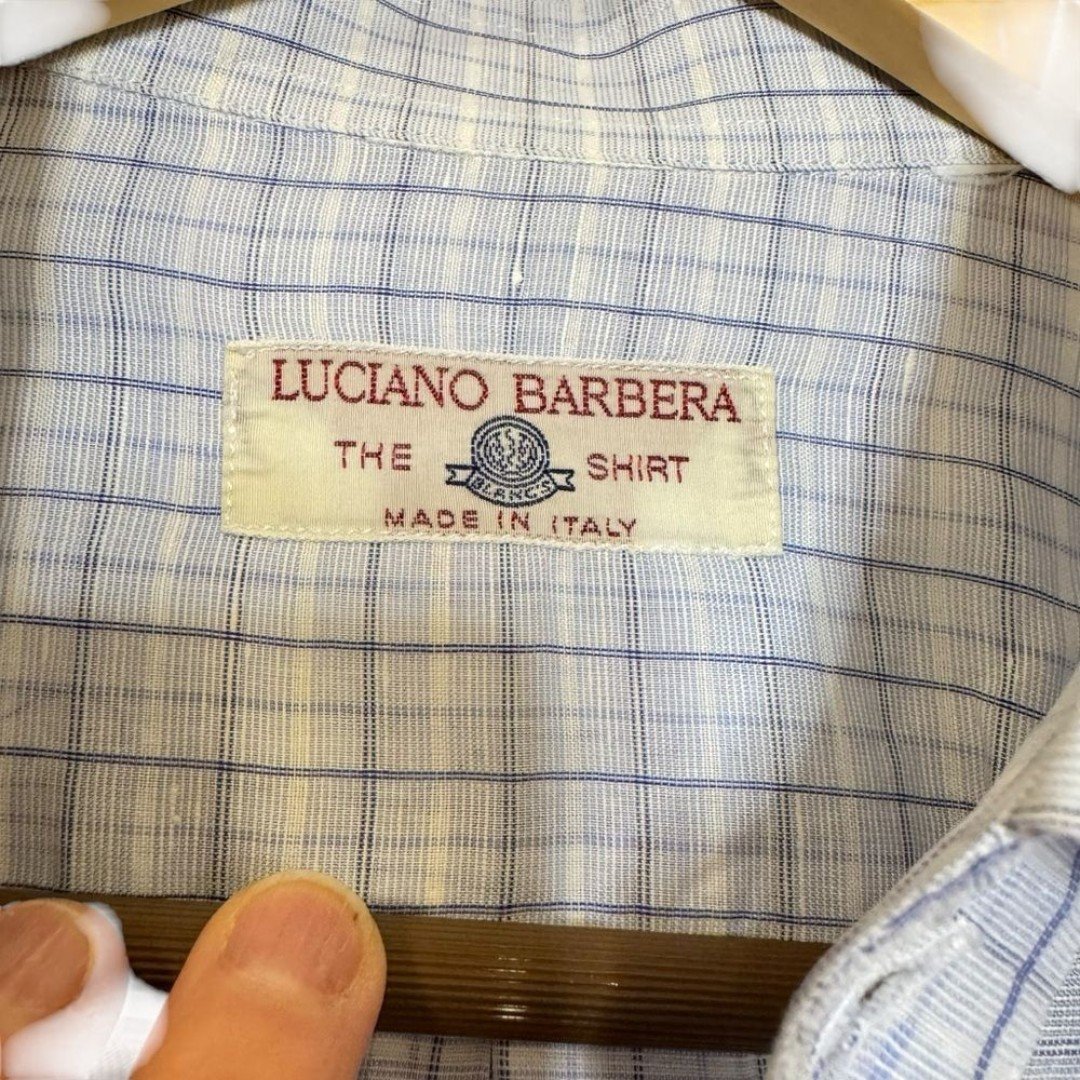 LUCIANO BARBERA
THE SHIRT
MADE IN ITALY